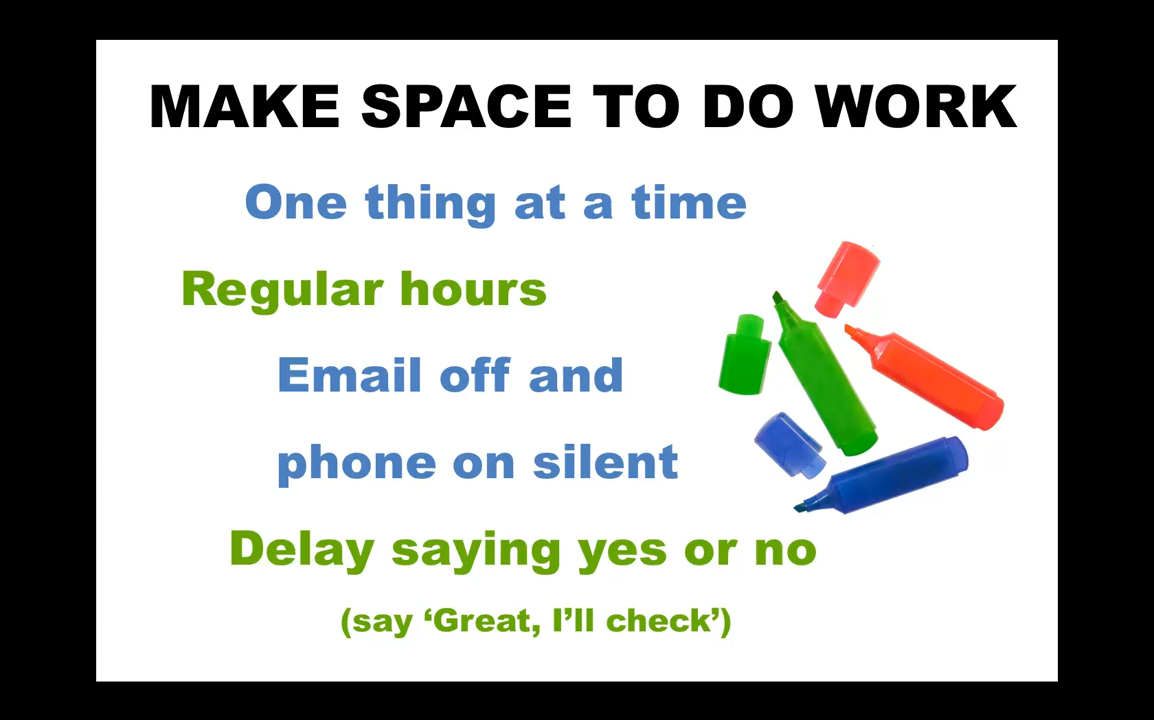 MAKE SPACE TO DO WORK
One thing at a time
Regular hours
Email off and
phone on silent
Delay saying yes or no
(say ‘Great, I’ll check’)